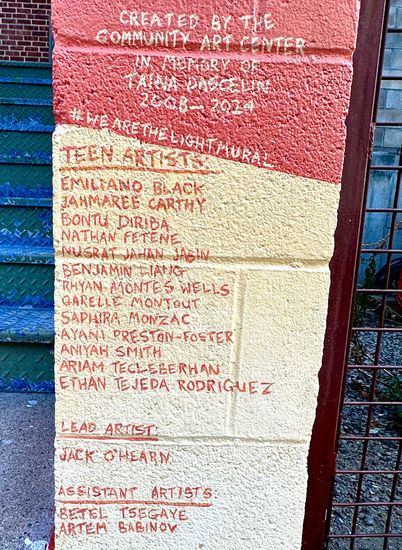 CREATED BY THE
COMMUNITY ART CENTER
IN MEMORY OF
TAINA DASCELIN
2008-2024
#WEARETHELIGHTMURAL
TEEN ARTISTS:
EMILIANO BLACK
JAHMAREE CARTHY
BONTU DIRIBA
NATHAN FETENE
NUSRAT JAHAN JABIN
BENJAMIN LIANG
RHYAN MONTES WELLS
GARELLE MONTOUT
SAPHIRA MONZAC
AYANI PRESTON-FOSTER
ANIYAH SMITH
ARIAM TECLEBERHAN
ETHAN TEJEDA RODRIGUEZ
LEAD ARTIST:
JACK O'HEARN
ASSISTANT ARTISTS:
BETEL TSEGAYE
ARTEM BABINOV